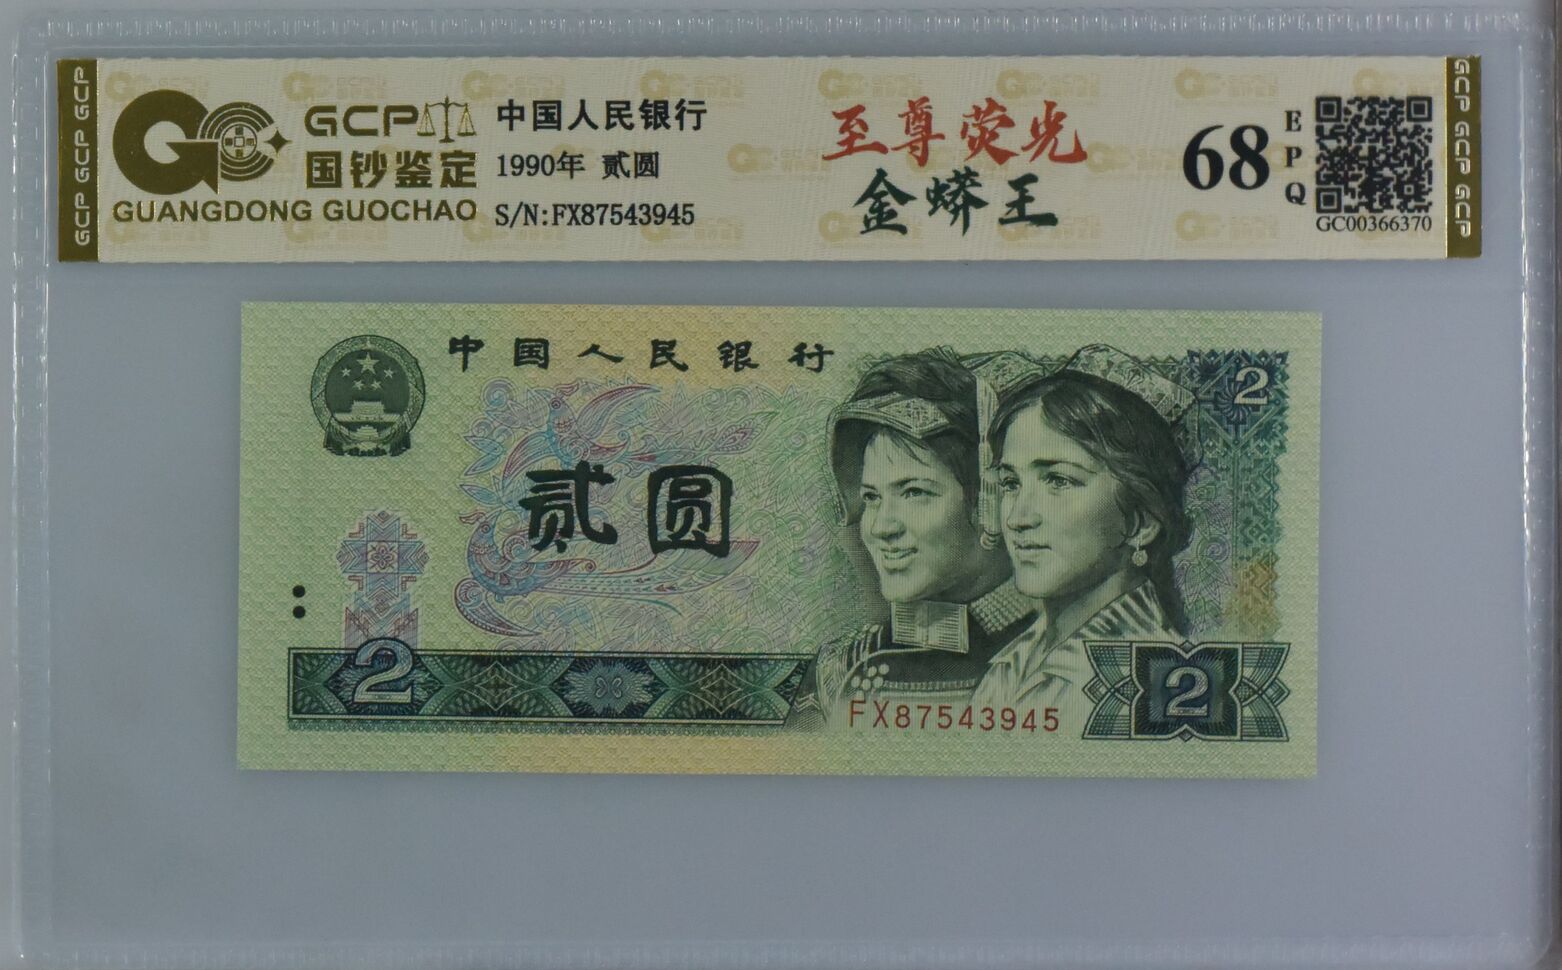 GCP GCP GCP
GCP
国钞鉴定
GUANGDONG GUOCHAO
中国人民银行
1990年 贰圆
S/N:FX87543945
至尊荧光
金蟒王
68
EPQ
GC00366370
GCP GCP GCP
中国人民银行
2
贰圆
2
2
FX87543945